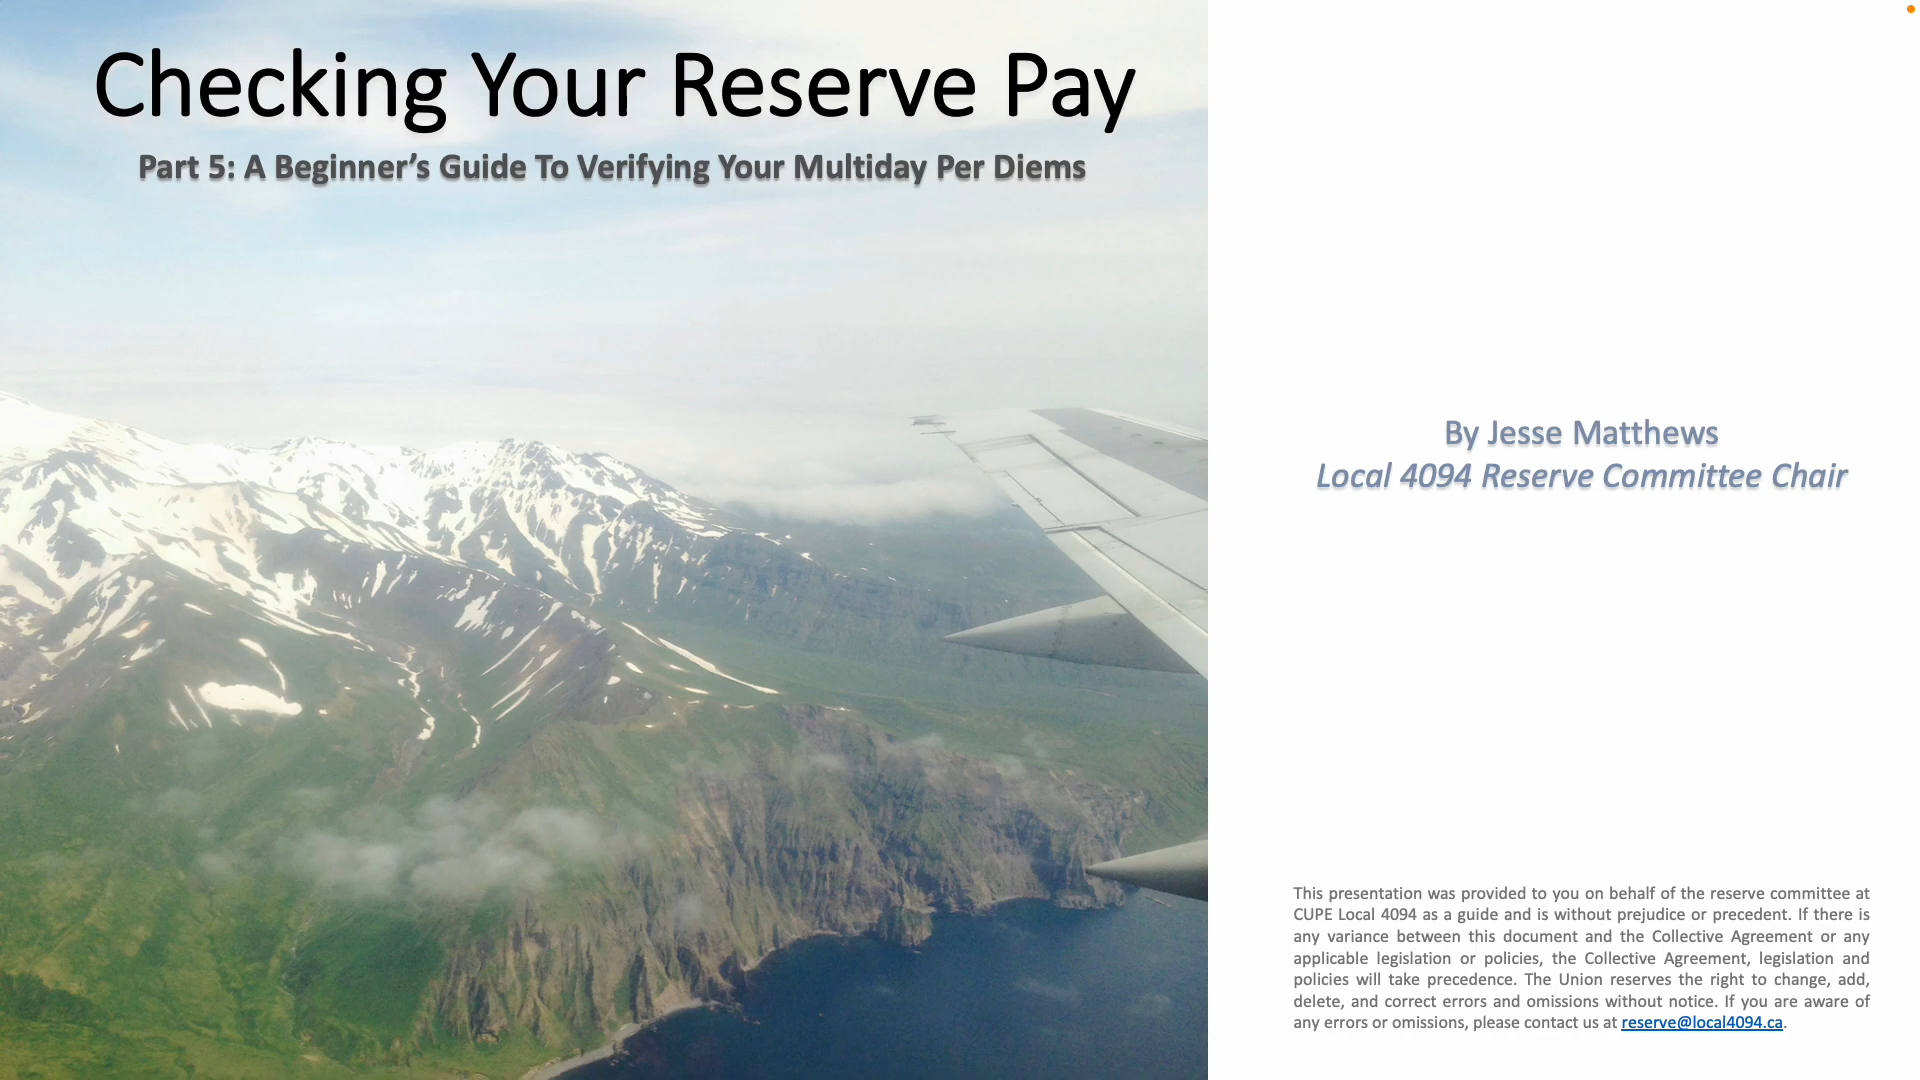 Checking Your Reserve Pay
Part 5: A Beginner’s Guide To Verifying Your Multiday Per Diems
By Jesse Matthews
Local 4094 Reserve Committee Chair
This presentation was provided to you on behalf of the reserve committee at
CUPE Local 4094 as a guide and is without prejudice or precedent. If there is
any variance between this document and the Collective Agreement or any
applicable legislation or policies, the Collective Agreement, legislation and
policies will take precedence. The Union reserves the right to change, add,
delete, and correct errors and omissions without notice. If you are aware of
any errors or omissions, please contact us at reserve@local4094.ca.